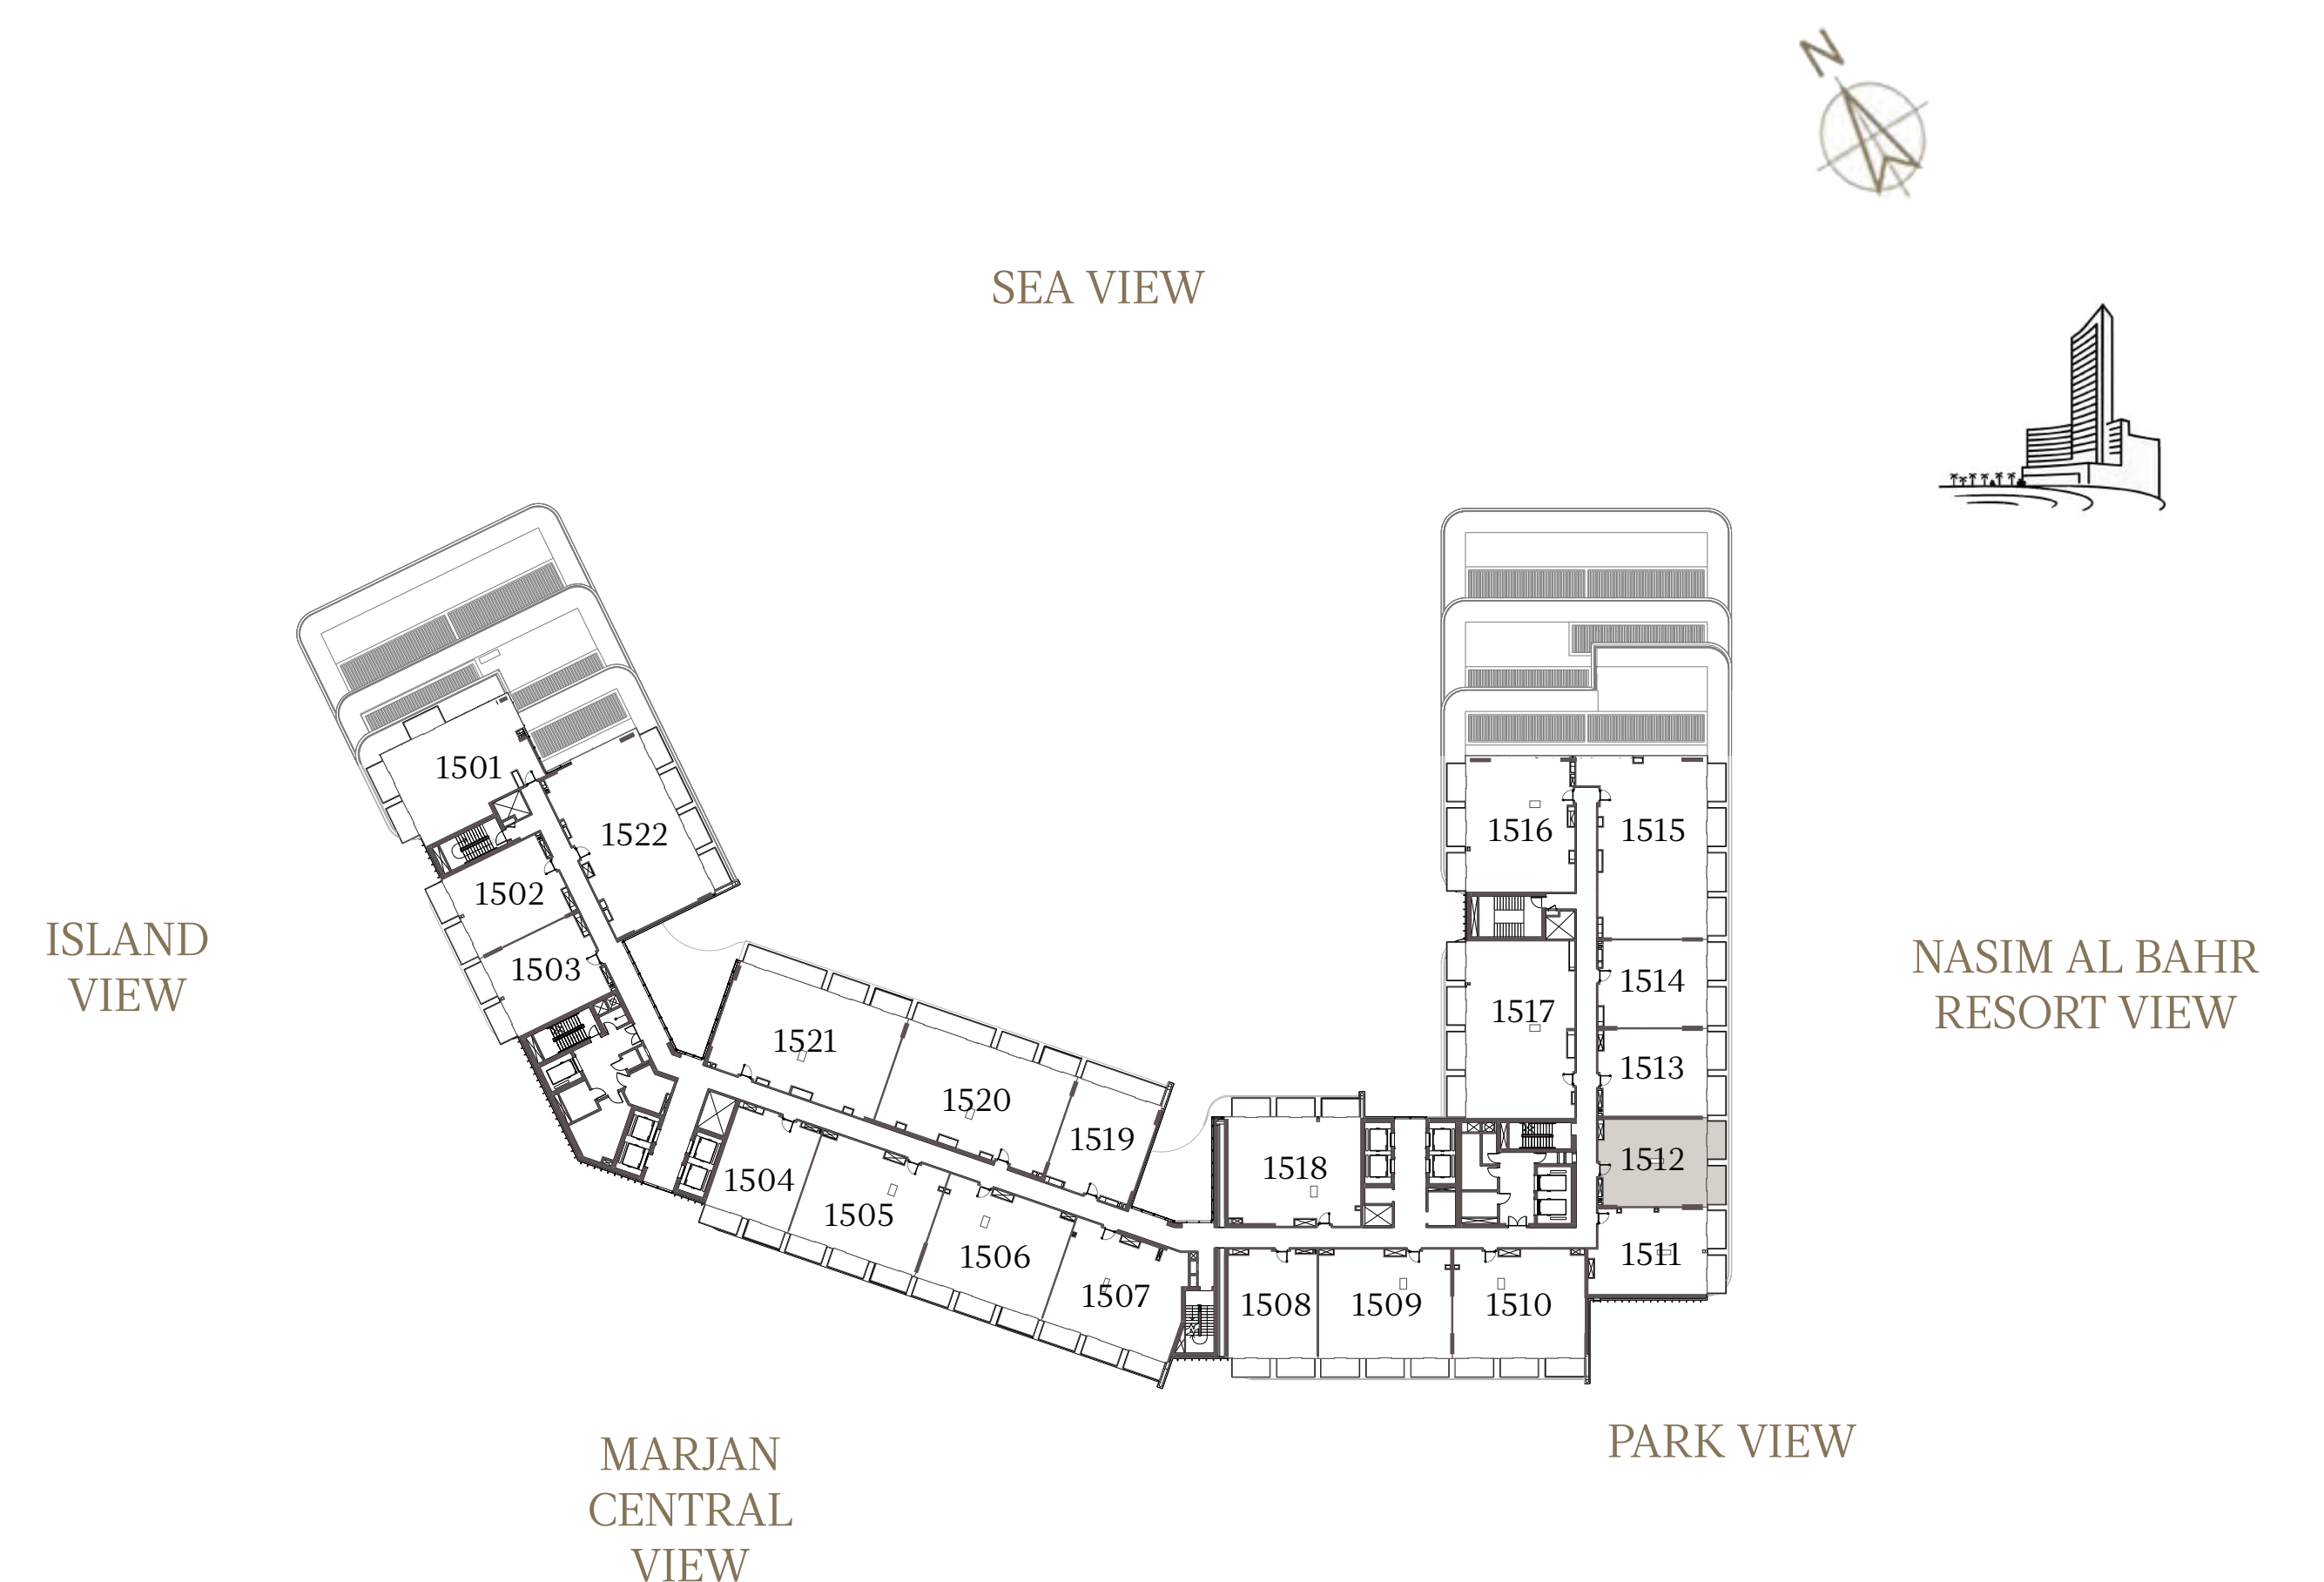 N
SEA VIEW
1501
1522
1516
1515
1502
ISLAND
VIEW
1503
NASIM AL BAHR
RESORT VIEW
1514
1517
1521
1513
1520
1519
1512
1518
1504
1505
1506
1511
1507
1508
1509
1510
PARK VIEW
MARJAN
CENTRAL
VIEW